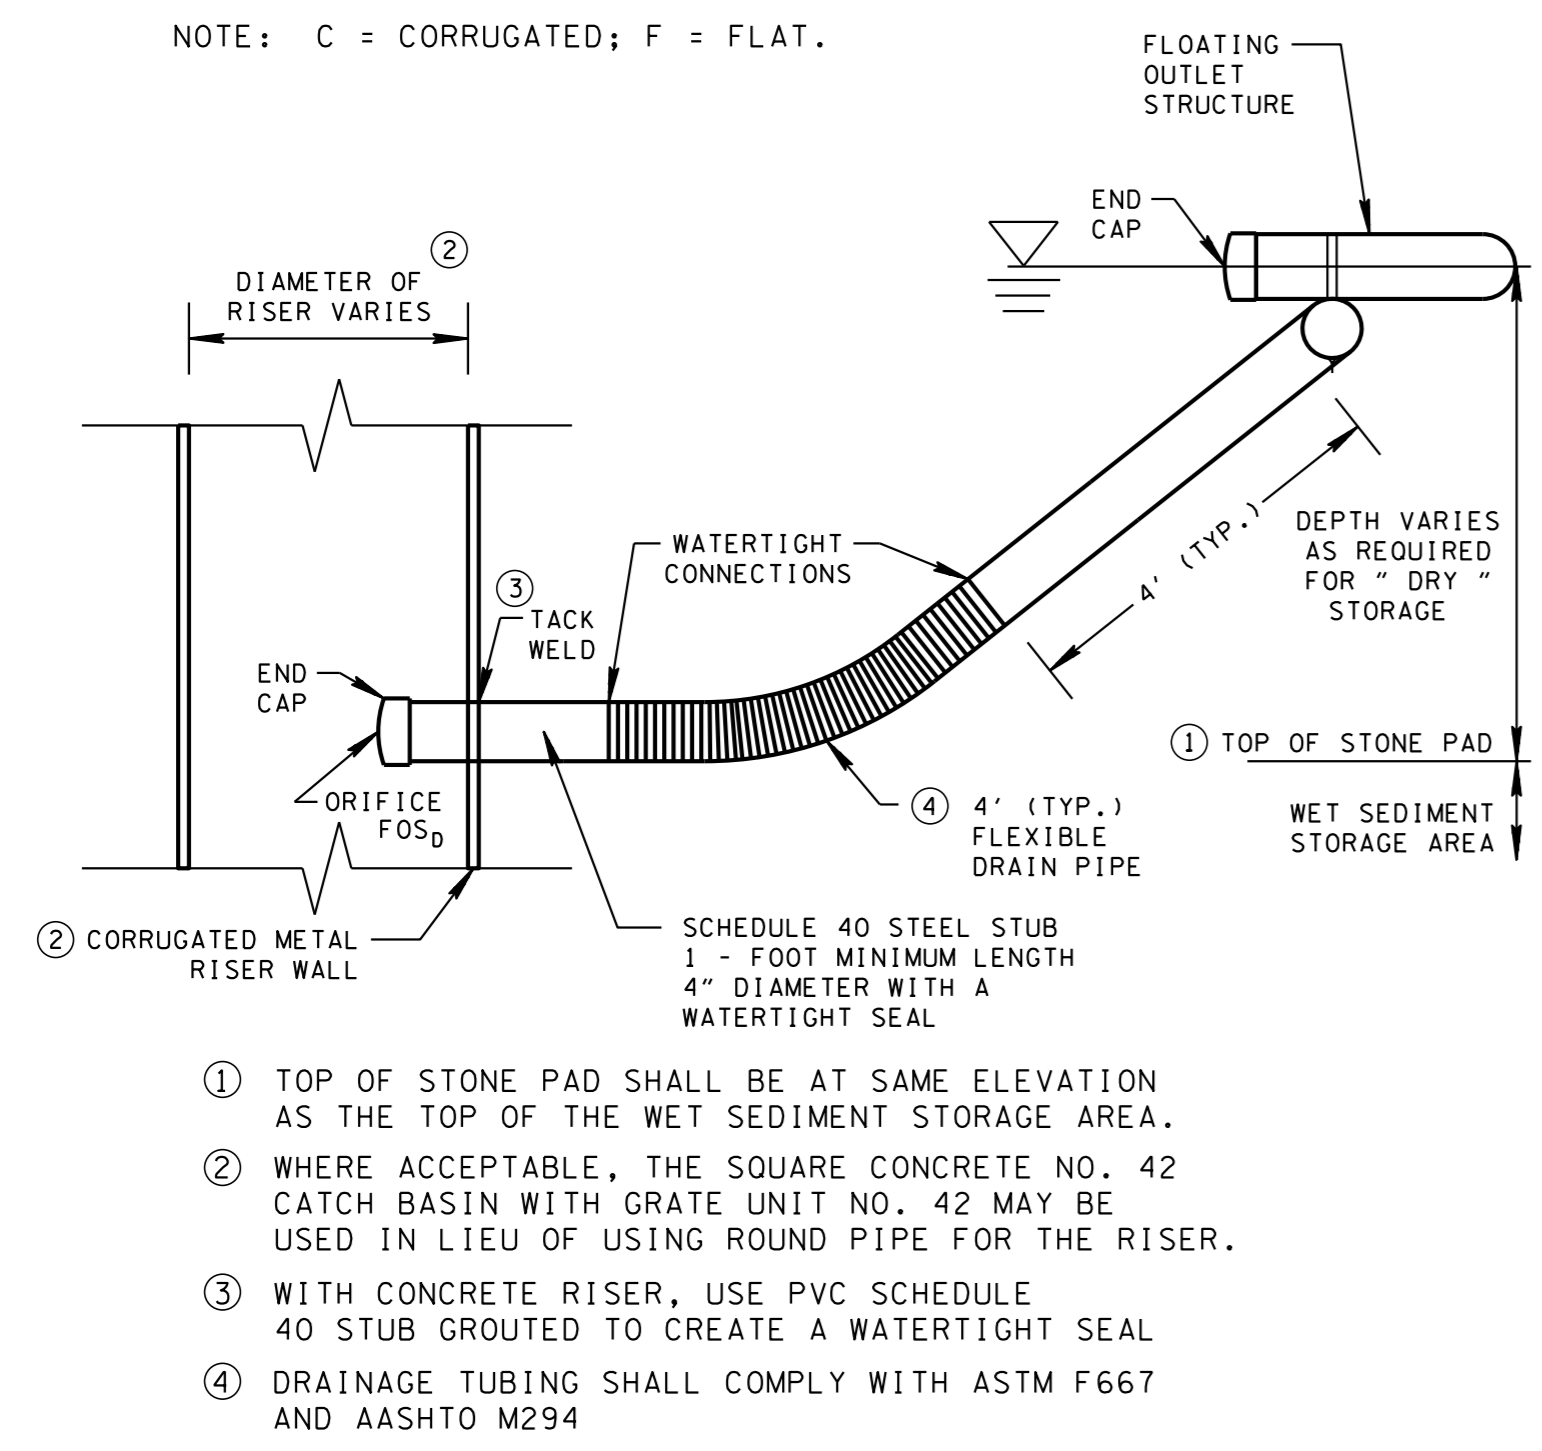 NOTE: C = CORRUGATED; F = FLAT.
FLOATING
OUTLET
STRUCTURE
END
CAP
2
DIAMETER OF
RISER VARIES
4' (TYP.)
DEPTH VARIES
AS REQUIRED
FOR " DRY "
STORAGE
WATERTIGHT
CONNECTIONS
3
TACK
WELD
END
CAP
1 TOP OF STONE PAD
ORIFICE
FOSD
4 4' (TYP.)
FLEXIBLE
DRAIN PIPE
WET SEDIMENT
STORAGE AREA
2 CORRUGATED METAL
RISER WALL
SCHEDULE 40 STEEL STUB
1 - FOOT MINIMUM LENGTH
4" DIAMETER WITH A
WATERTIGHT SEAL
1 TOP OF STONE PAD SHALL BE AT SAME ELEVATION
AS THE TOP OF THE WET SEDIMENT STORAGE AREA.
2 WHERE ACCEPTABLE, THE SQUARE CONCRETE NO. 42
CATCH BASIN WITH GRATE UNIT NO. 42 MAY BE
USED IN LIEU OF USING ROUND PIPE FOR THE RISER.
3 WITH CONCRETE RISER, USE PVC SCHEDULE
40 STUB GROUTED TO CREATE A WATERTIGHT SEAL
4 DRAINAGE TUBING SHALL COMPLY WITH ASTM F667
AND AASHTO M294